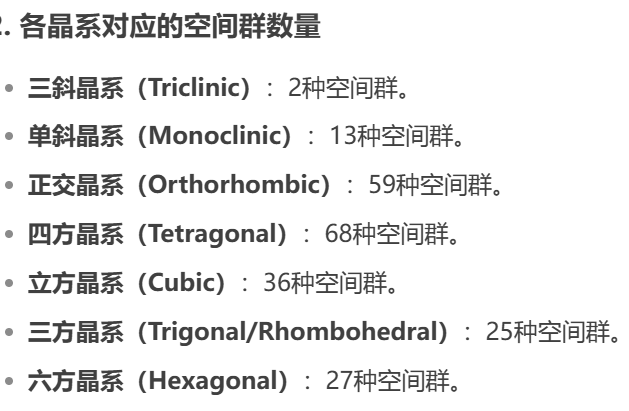 2. 各晶系对应的空间群数量
• 三斜晶系（Triclinic）：2种空间群。
• 单斜晶系（Monoclinic）：13种空间群。
• 正交晶系（Orthorhombic）：59种空间群。
• 四方晶系（Tetragonal）：68种空间群。
• 立方晶系（Cubic）：36种空间群。
• 三方晶系（Trigonal/Rhombohedral）：25种空间群。
• 六方晶系（Hexagonal）：27种空间群。